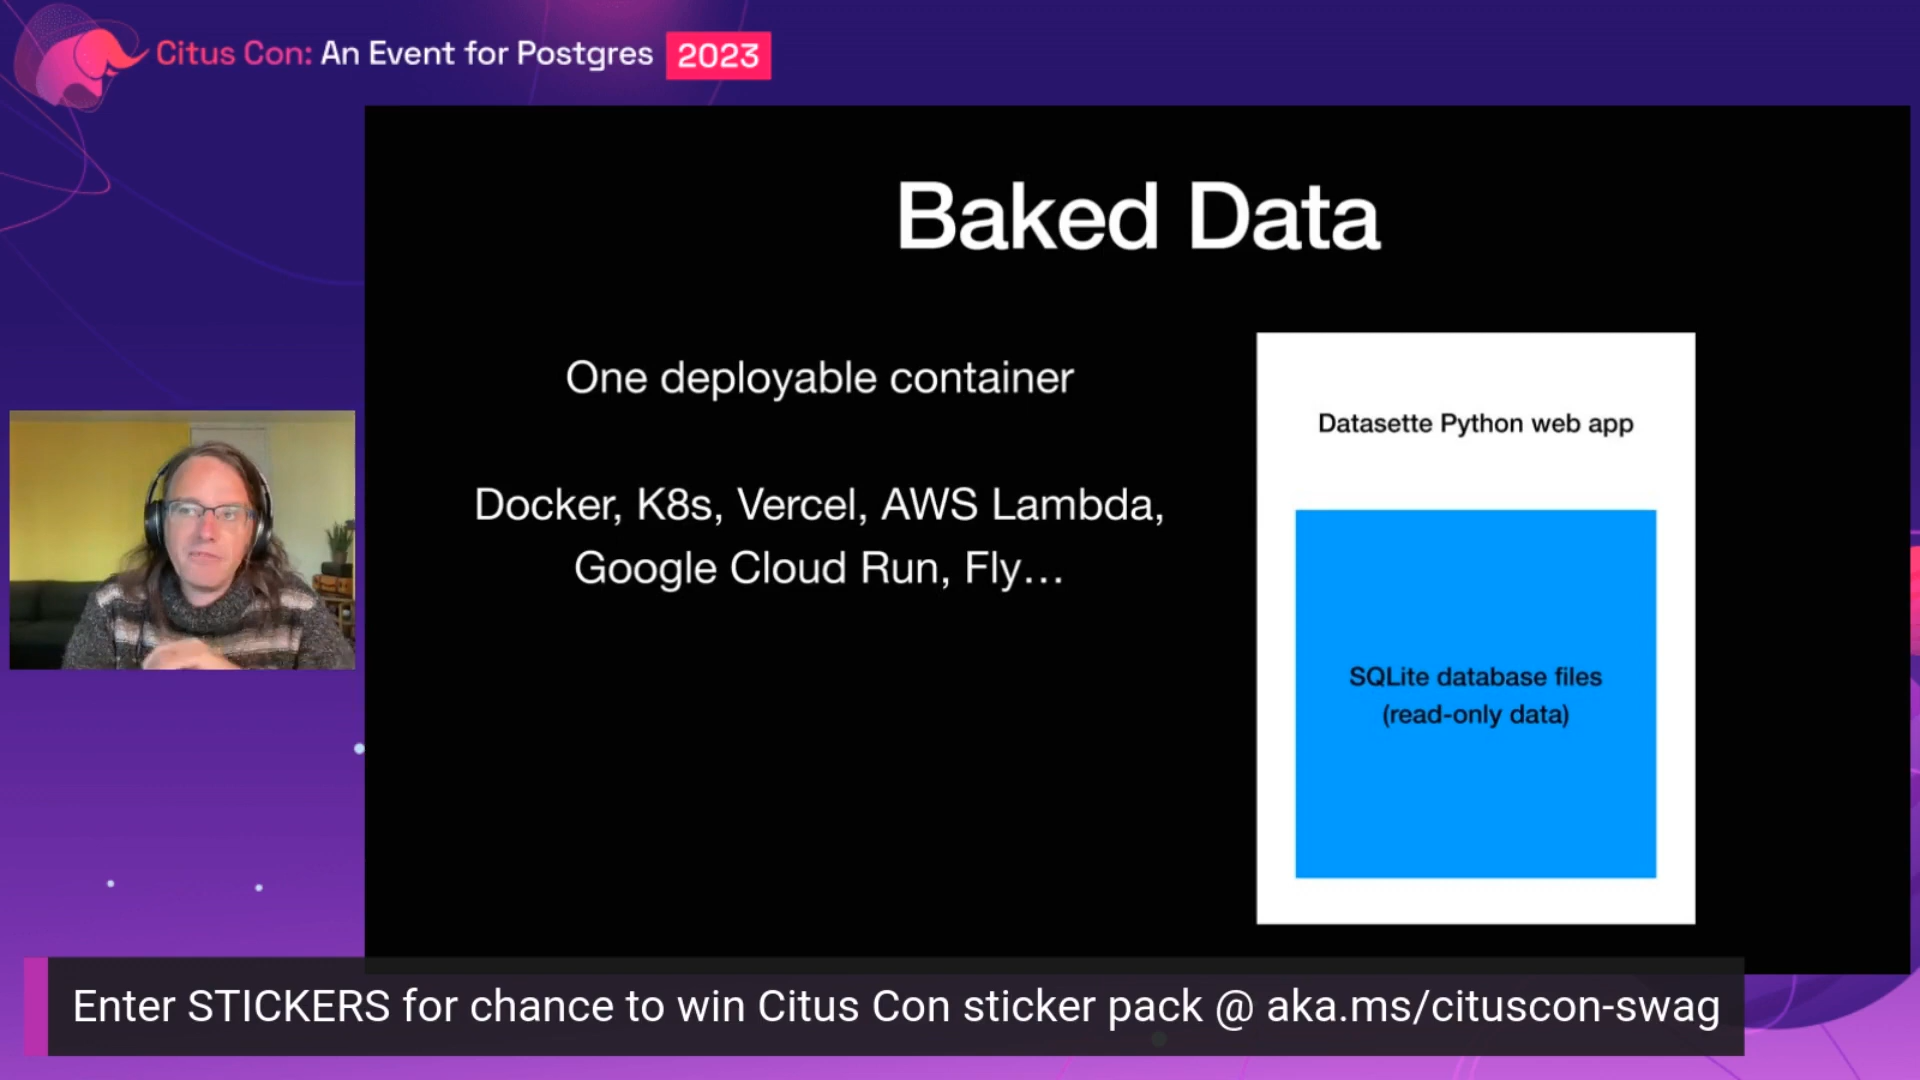 Citus Con: An Event for Postgres 2023
Baked Data
One deployable container
Docker, K8s, Vercel, AWS Lambda,
Google Cloud Run, Fly…
Datasette Python web app
SQLite database files
(read-only data)
Enter STICKERS for chance to win Citus Con sticker pack @ aka.ms/cituscon-swag